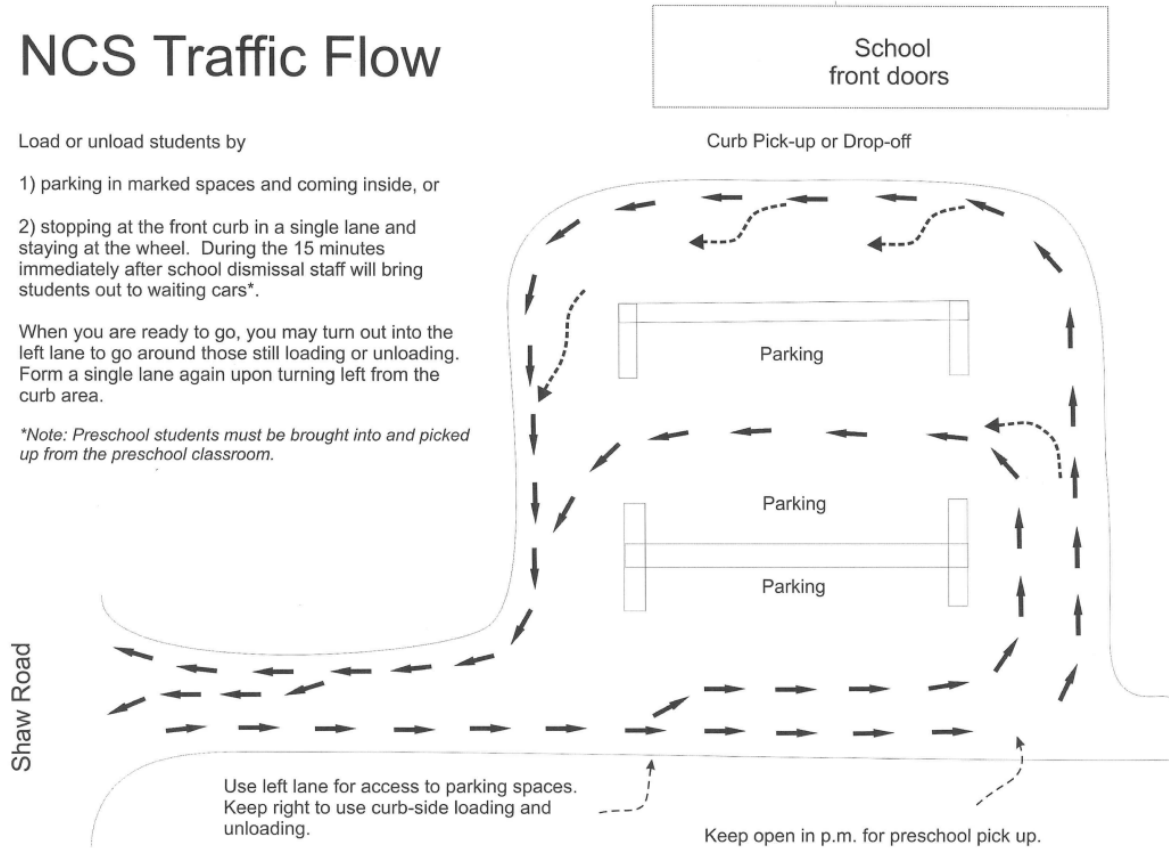 NCS Traffic Flow
School
front doors
Load or unload students by
Curb Pick-up or Drop-off
1) parking in marked spaces and coming inside, or
2) stopping at the front curb in a single lane and
staying at the wheel.  During the 15 minutes
immediately after school dismissal staff will bring
students out to waiting cars*.
When you are ready to go, you may turn out into the
left lane to go around those still loading or unloading.
Form a single lane again upon turning left from the
curb area.
*Note: Preschool students must be brought into and picked
up from the preschool classroom.
Parking
Parking
Parking
Shaw Road
Use left lane for access to parking spaces.
Keep right to use curb-side loading and
unloading.
Keep open in p.m. for preschool pick up.